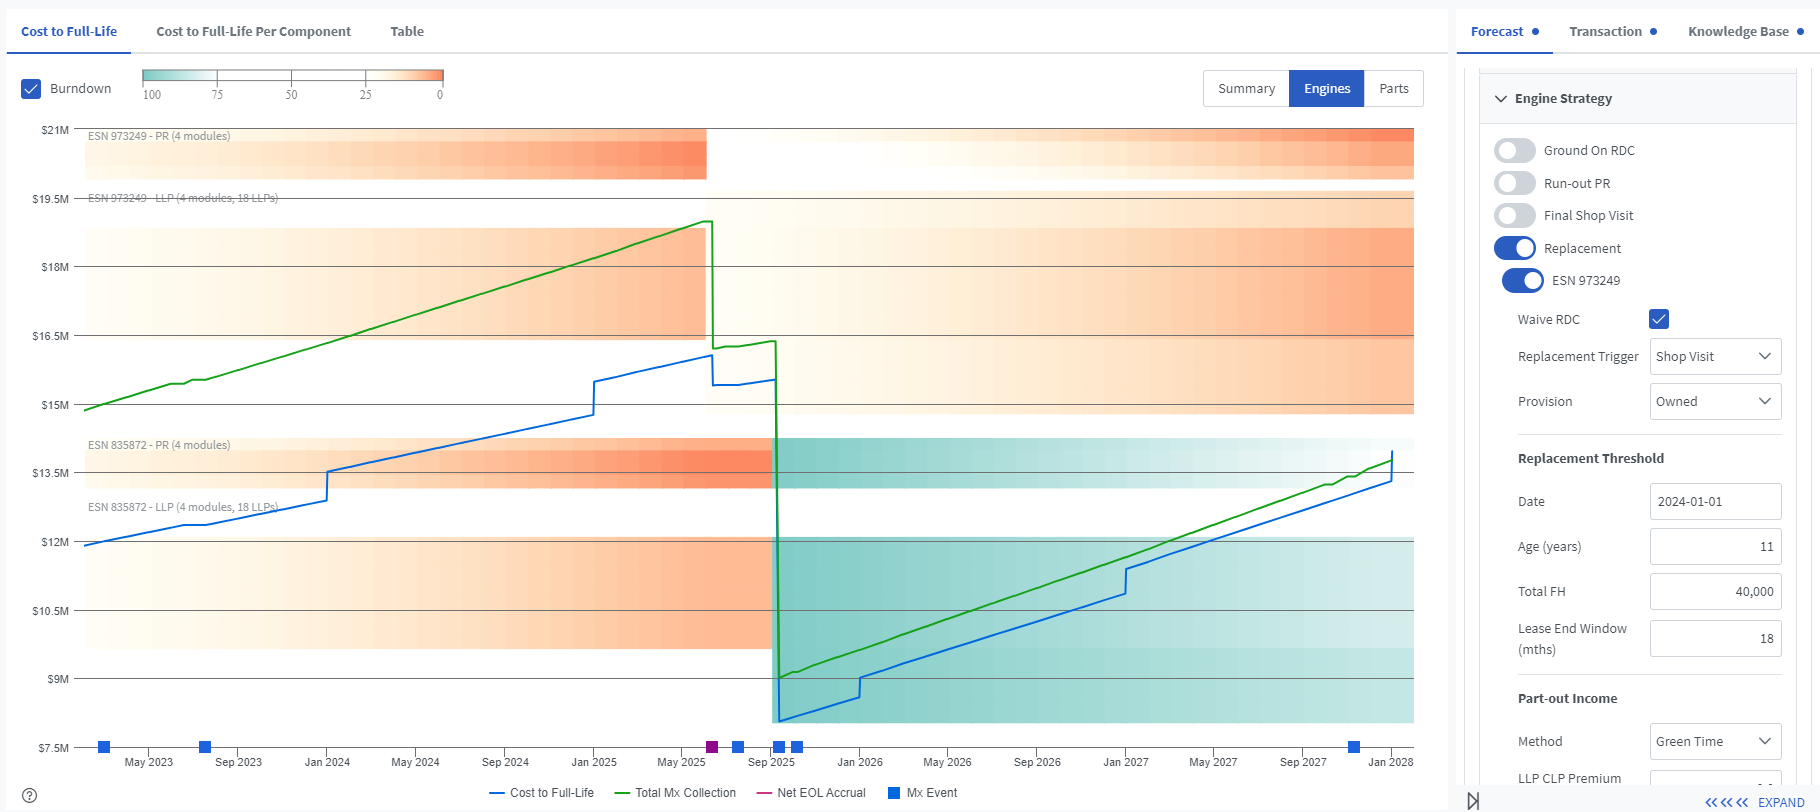 Cost to Full-Life
Cost to Full-Life Per Component
Table
Forecast
Transaction
Knowledge Base
Burndown
100 75 50 25 0
Summary Engines Parts
$21M
$19.5M
$18M
$16.5M
$15M
$13.5M
$12M
$10.5M
$9M
$7.5M
ESN 973249 - PR (4 modules)
ESN 973249 - LLP (4 modules, 18 LLPs)
ESN 835872 - PR (4 modules)
ESN 835872 - LLP (4 modules, 18 LLPs)
May 2023 Sep 2023 Jan 2024 May 2024 Sep 2024 Jan 2025 May 2025 Sep 2025 Jan 2026 May 2026 Sep 2026 Jan 2027 May 2027 Sep 2027 Jan 2028
Cost to Full-Life Total Mx Collection Net EOL Accrual Mx Event
Engine Strategy
Ground On RDC
Run-out PR
Final Shop Visit
Replacement
ESN 973249
Waive RDC
Replacement Trigger Shop Visit
Provision Owned
Replacement Threshold
Date 2024-01-01
Age (years) 11
Total FH 40,000
Lease End Window
(mths) 18
Part-out Income
Method Green Time
LLP CLP Premium
EXPAND